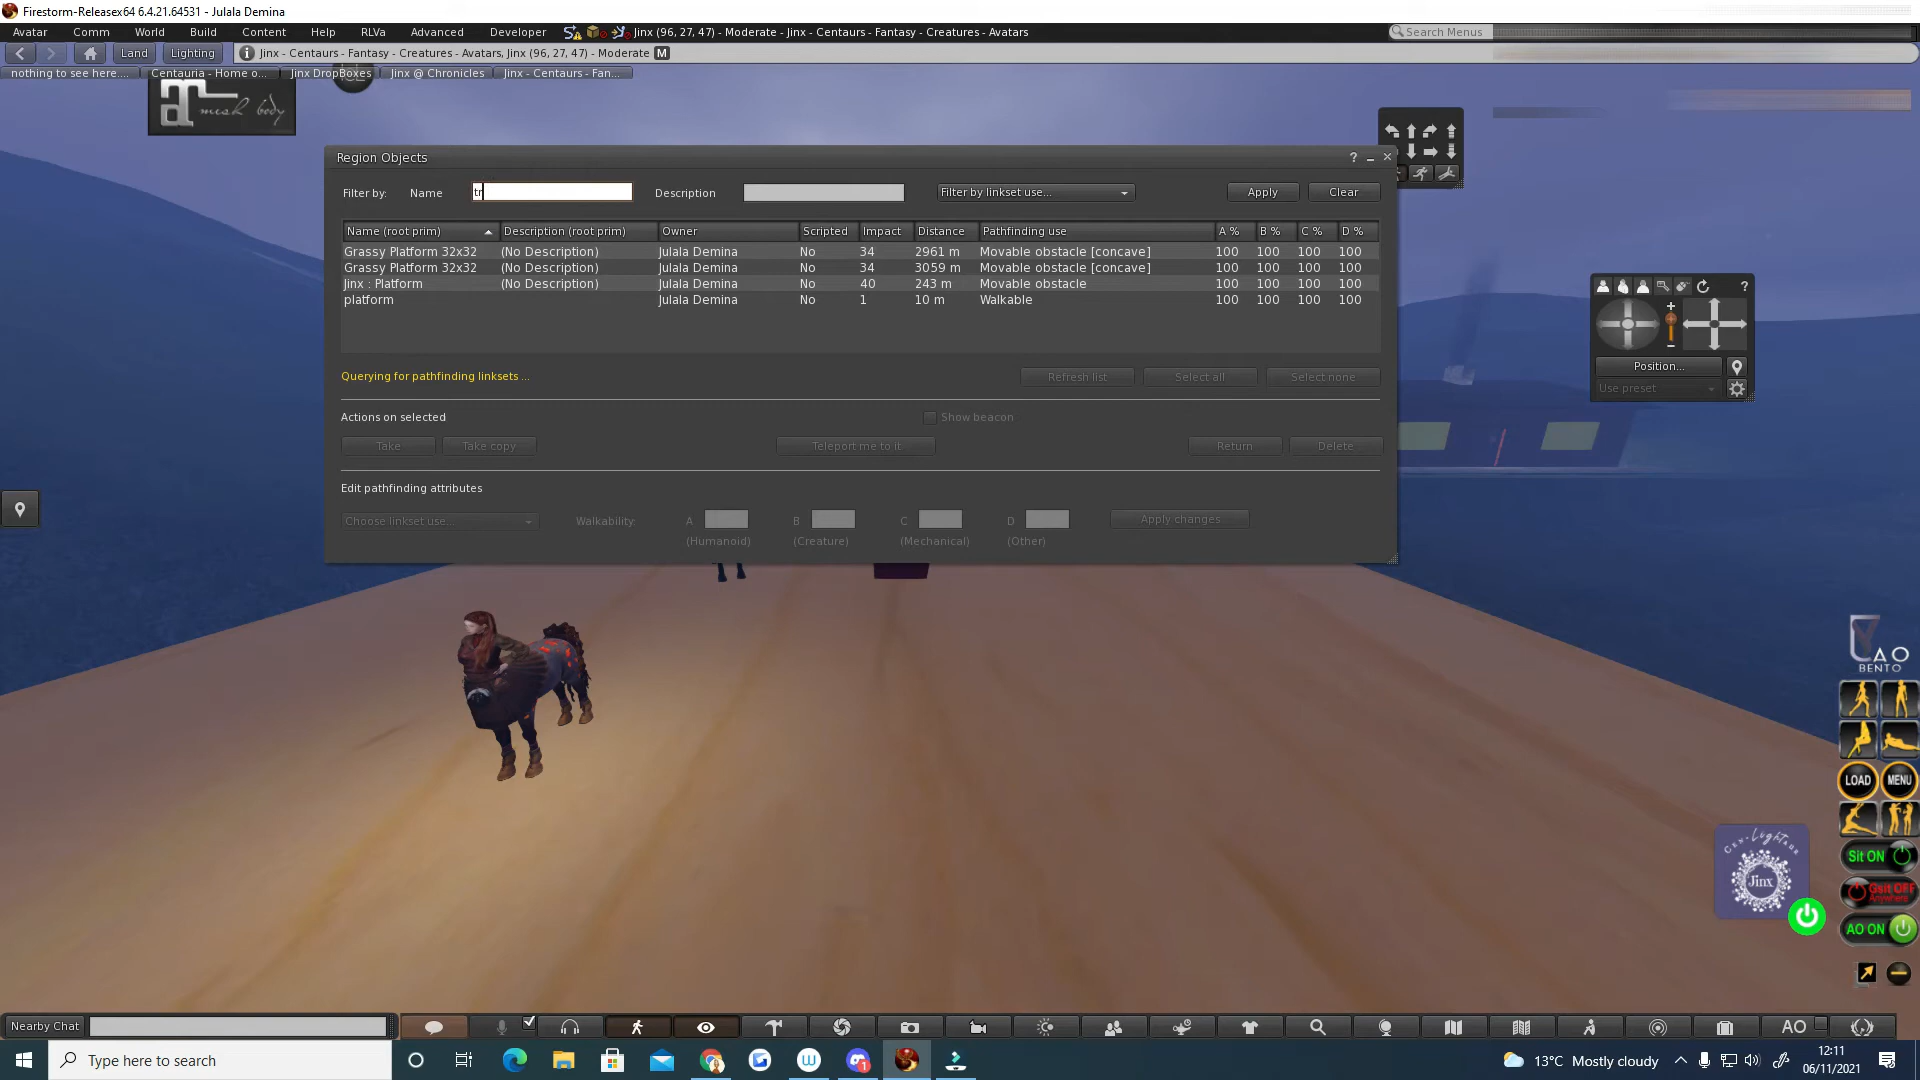 Firestorm-Releasex64 6.4.21.64531 - Julala Demina
Avatar Comm World Build Content Help RLVa Advanced Developer Jinx (96, 27, 47) - Moderate - Jinx - Centaurs - Fantasy - Creatures - Avatars Search Menus
Land Lighting Jinx - Centaurs - Fantasy - Creatures - Avatars, Jinx (96, 27, 47) - Moderate M
nothing to see here.... Centauria - Home o... Jinx DropBoxes Jinx @ Chronicles Jinx - Centaurs - Fan...
mesh body
Region Objects ?
Filter by: Name tr Description Filter by linkset use... Apply Clear
Name (root prim) Description (root prim) Owner Scripted Impact Distance Pathfinding use A % B % C % D %
Grassy Platform 32x32 (No Description) Julala Demina No 34 2961 m Movable obstacle [concave] 100 100 100 100
Grassy Platform 32x32 (No Description) Julala Demina No 34 3059 m Movable obstacle [concave] 100 100 100 100
Jinx : Platform (No Description) Julala Demina No 40 243 m Movable obstacle 100 100 100 100
platform Julala Demina No 1 10 m Walkable 100 100 100 100
Querying for pathfinding linksets ... Refresh list Select all Select none
Actions on selected Show beacon
Take Take copy Teleport me to it Return Delete
Edit pathfinding attributes
Choose linkset use... Walkability: A B C D Apply changes
(Humanoid) (Creature) (Mechanical) (Other)
?
Position...
Use preset
AO
BENTO
LOAD MENU
Sit ON
Gsit OFF
Anywhere
AO ON
Cen-Lightaur
Jinx
Nearby Chat AO
Type here to search
13°C Mostly cloudy
12:11
06/11/2021